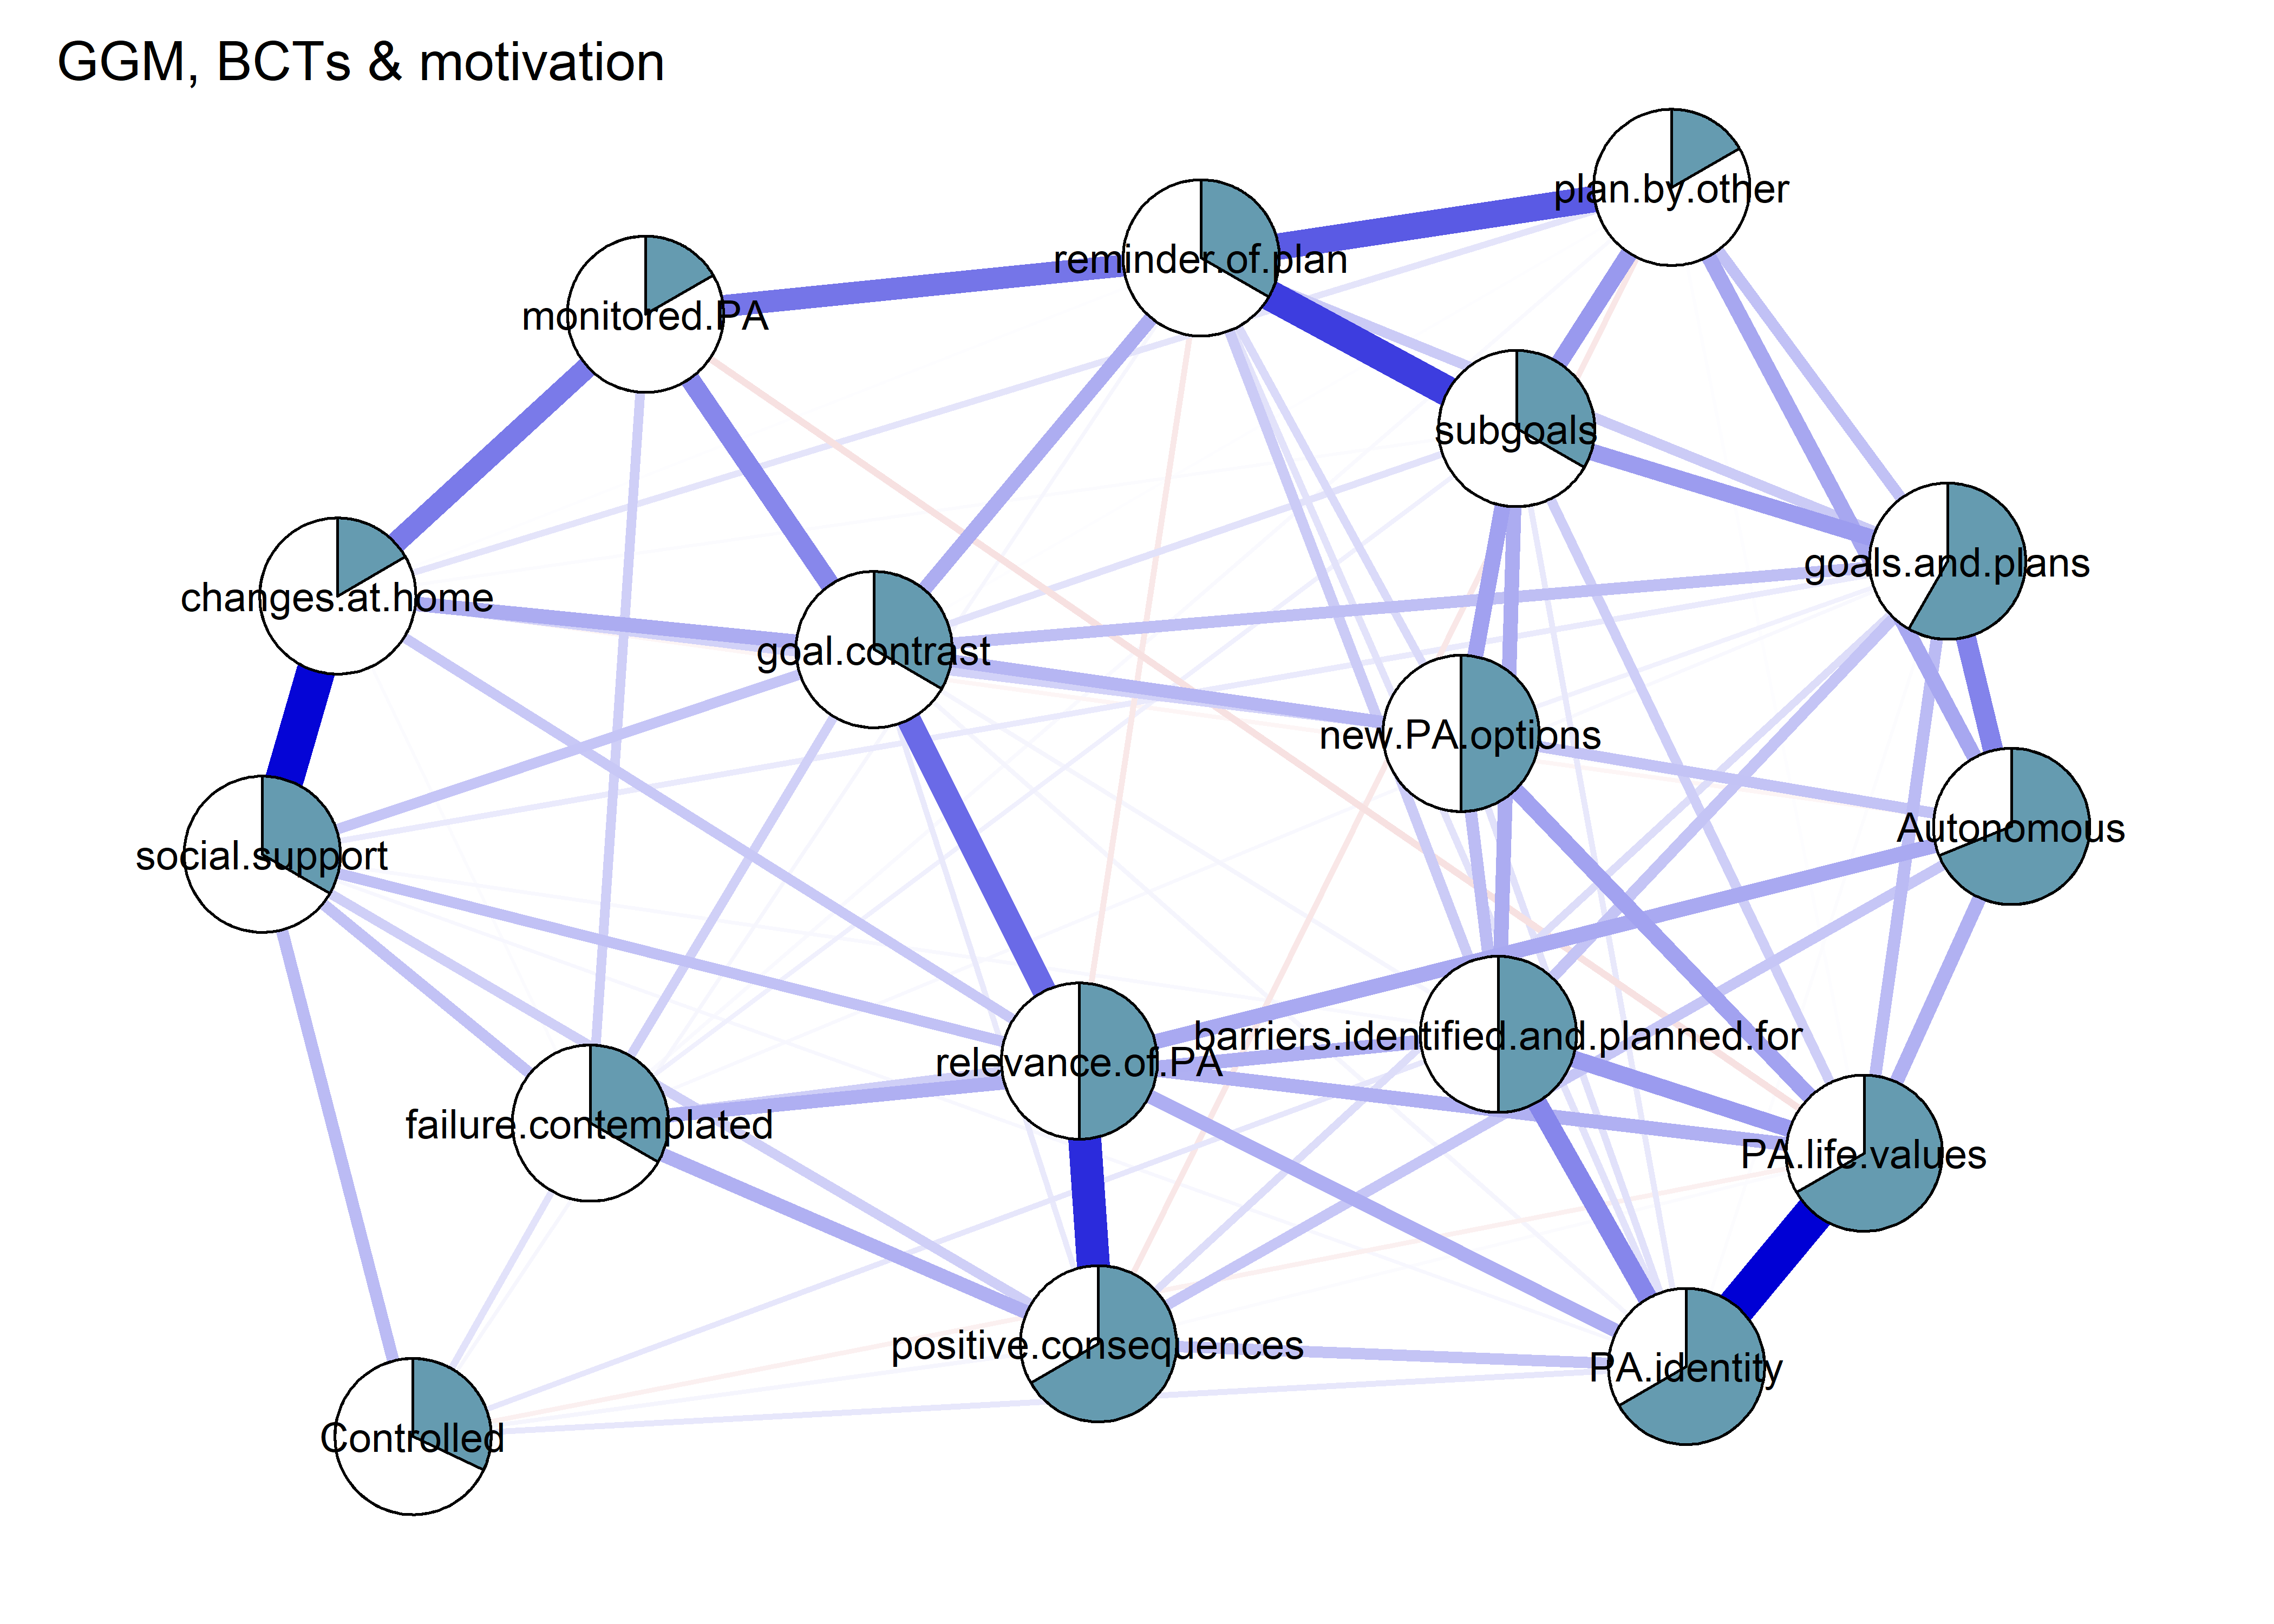 GGM, BCTs & motivation
plan.by.other
reminder.of.plan
monitored.PA
subgoals
goals.and.plans
changes.at.home
goal.contrast
new.PA.options
Autonomous
social.support
barriers.identified.and.planned.for
relevance.of.PA
failure.contemplated
PA.life.values
positive.consequences
PA.identity
Controlled